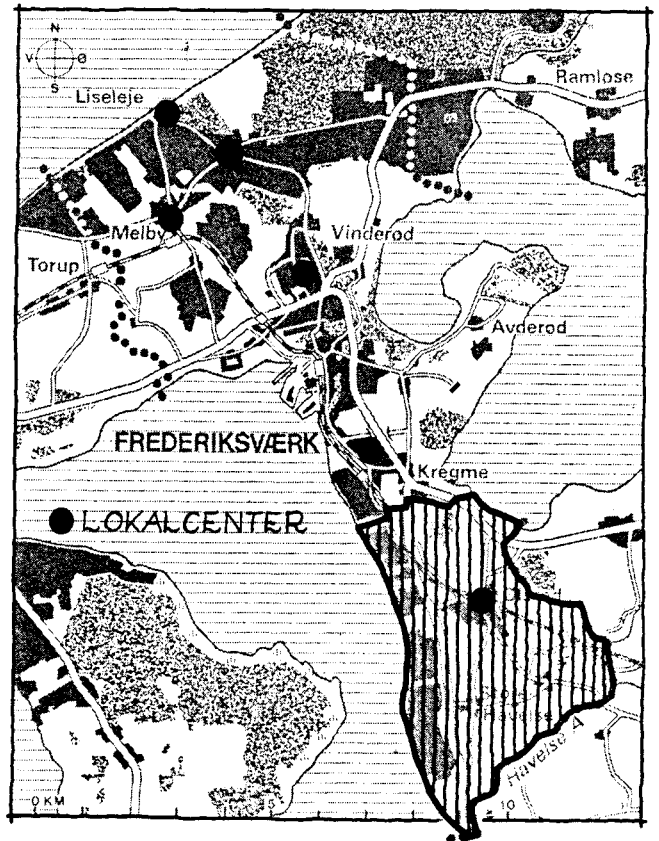 N
V Ø
S
Liseleje
Ramløse
Melby
Vinderød
Torup
Avderød
FREDERIKSVÆRK
Kregme
LOKALCENTER
Havelse Å
0 KM
5
10